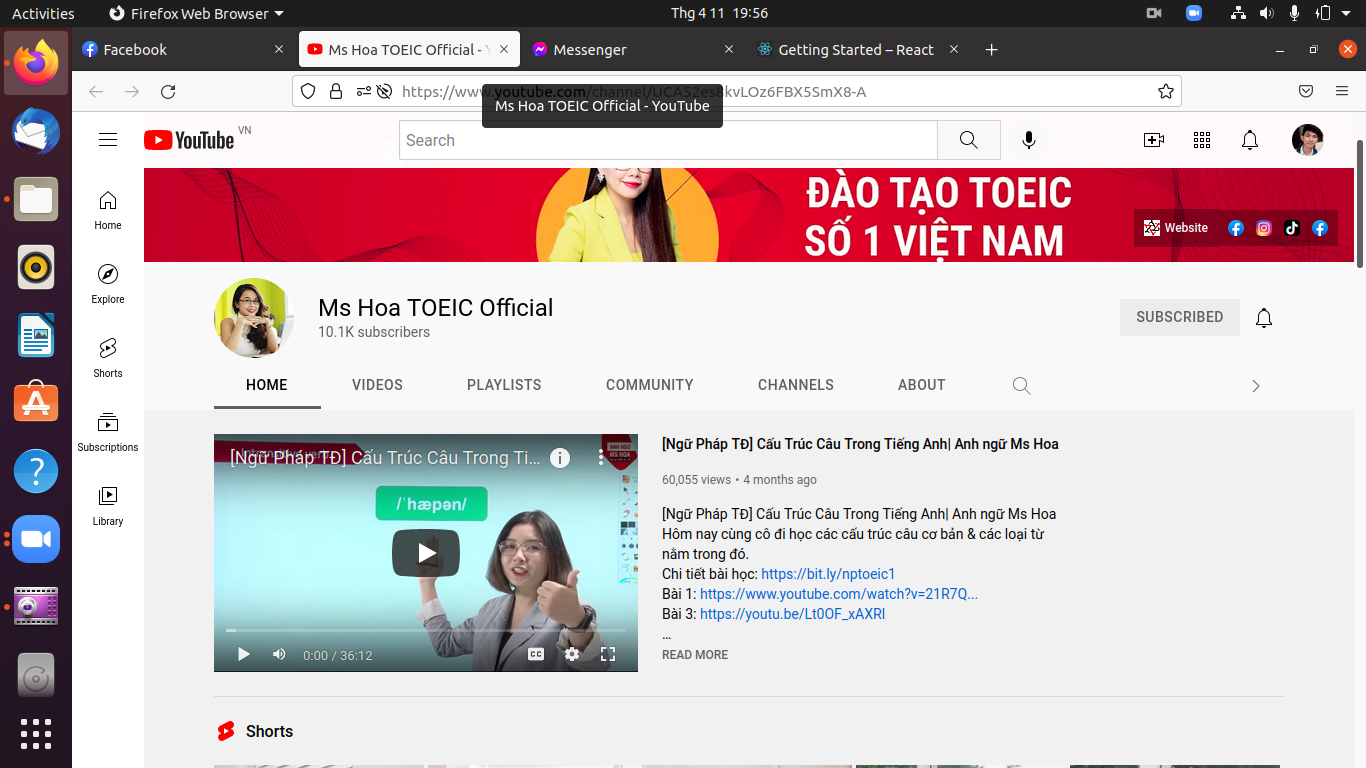 Activities
Firefox Web Browser
Thg 4 11 19:56
Facebook
Ms Hoa TOEIC Official - Y
Messenger
Getting Started – React
https://www.youtube.com/channel/UCA52es8kvLOz6FBX5SmX8-A
Ms Hoa TOEIC Official - YouTube
YouTube
VN
Search
ĐÀO TẠO TOEIC
SỐ 1 VIỆT NAM
Website
Home
Explore
Shorts
Subscriptions
Library
Ms Hoa TOEIC Official
10.1K subscribers
SUBSCRIBED
HOME
VIDEOS
PLAYLISTS
COMMUNITY
CHANNELS
ABOUT
[Ngữ Pháp TĐ] Cấu Trúc Câu Trong Ti...
ANH NGỮ
MS HOA
/ˈhæpən/
0:00 / 36:12
CC
[Ngữ Pháp TĐ] Cấu Trúc Câu Trong Tiếng Anh| Anh ngữ Ms Hoa
60,055 views • 4 months ago
[Ngữ Pháp TĐ] Cấu Trúc Câu Trong Tiếng Anh| Anh ngữ Ms Hoa
Hôm nay cùng cô đi học các cấu trúc câu cơ bản & các loại từ
nằm trong đó.
Chi tiết bài học: https://bit.ly/nptoeic1
Bài 1: https://www.youtube.com/watch?v=21R7Q...
Bài 3: https://youtu.be/Lt0OF_xAXRI
...
READ MORE
Shorts